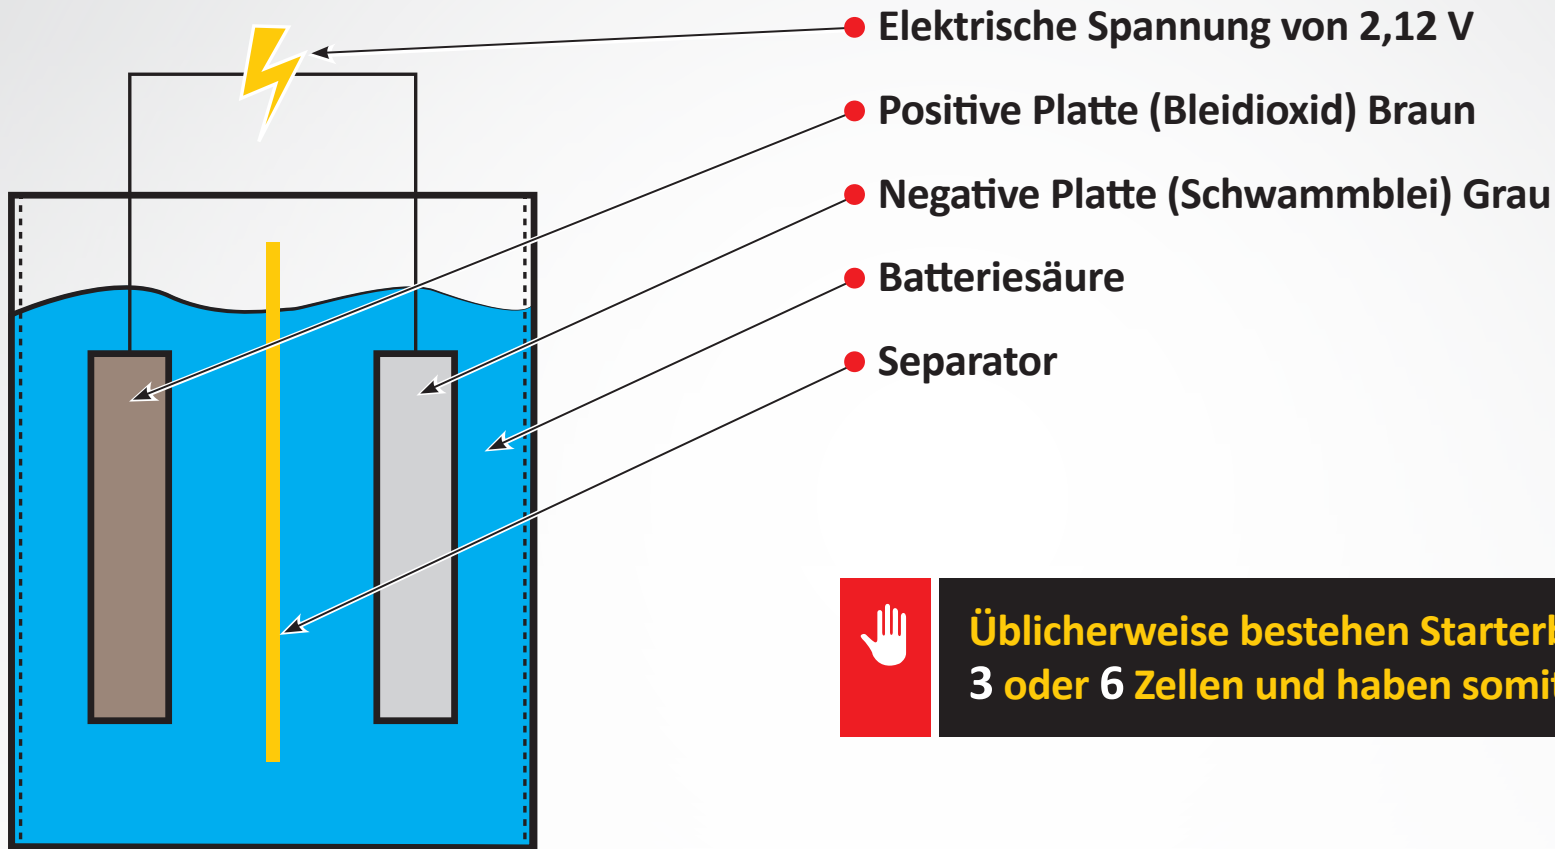 Elektrische Spannung von 2,12 V
Positive Platte (Bleidioxid) Braun
Negative Platte (Schwammblei) Grau
Batteriesäure
Separator
Üblicherweise bestehen
3 oder 6 Zellen und haben somit